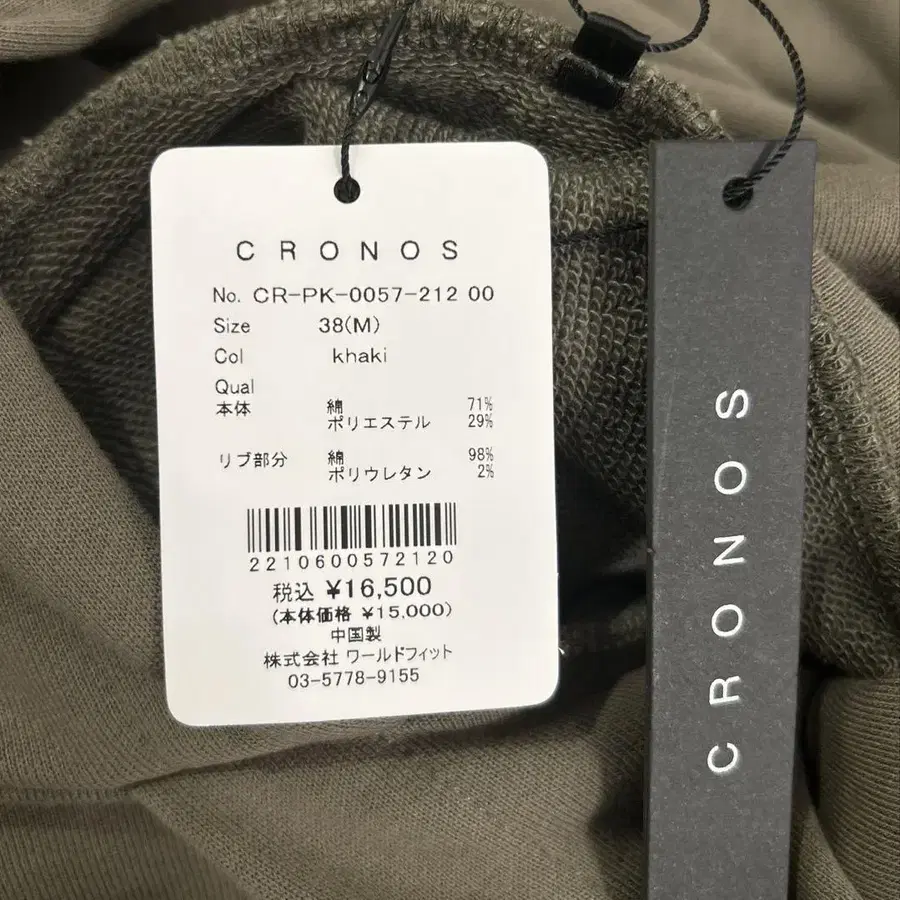 CRONOS
No. CR-PK-0057-212 00
Size 38(M)
Col khaki
Qual
本体 綿 71%
ポリエステル 29%
リブ部分 綿 98%
ポリウレタン 2%
2210600572120
税込 ¥16,500
(本体価格 ¥15,000)
中国製
株式会社 ワールドフィット
03-5778-9155
CRONOS